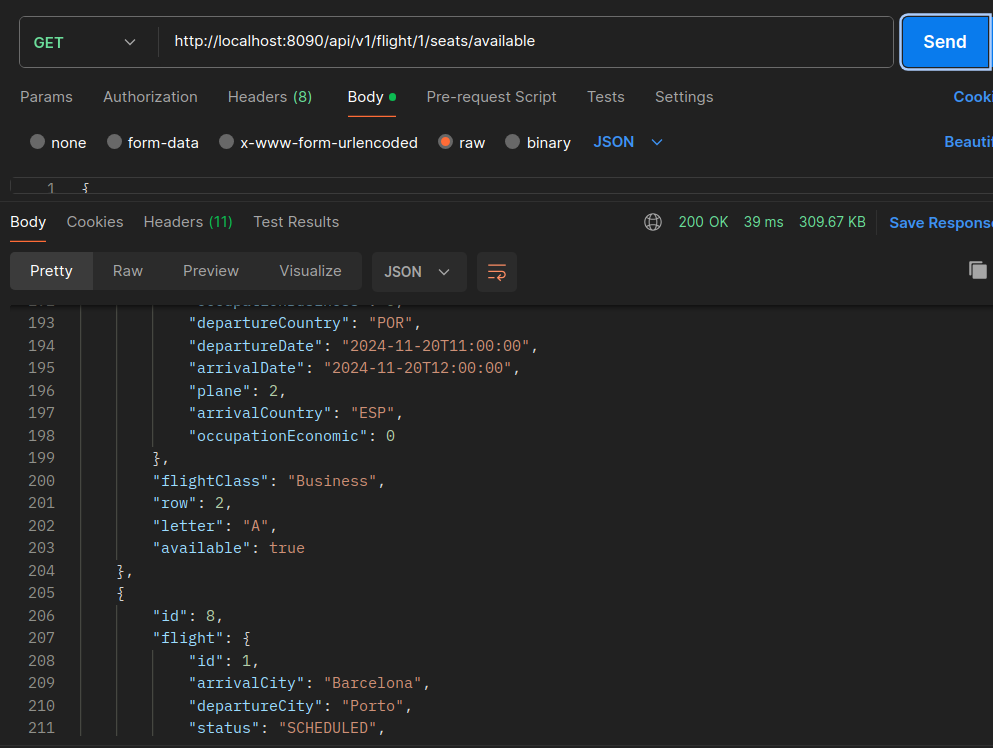 GET http://localhost:8090/api/v1/flight/1/seats/available Send
Params Authorization Headers (8) Body Pre-request Script Tests Settings
none form-data x-www-form-urlencoded raw binary JSON
1 {
Body Cookies Headers (11) Test Results 200 OK 39 ms 309.67 KB Save Response
Pretty Raw Preview Visualize JSON
193 "departureCountry": "POR",
194 "departureDate": "2024-11-20T11:00:00",
195 "arrivalDate": "2024-11-20T12:00:00",
196 "plane": 2,
197 "arrivalCountry": "ESP",
198 "occupationEconomic": 0
199 },
200 "flightClass": "Business",
201 "row": 2,
202 "letter": "A",
203 "available": true
204 },
205 {
206 "id": 8,
207 "flight": {
208 "id": 1,
209 "arrivalCity": "Barcelona",
210 "departureCity": "Porto",
211 "status": "SCHEDULED",